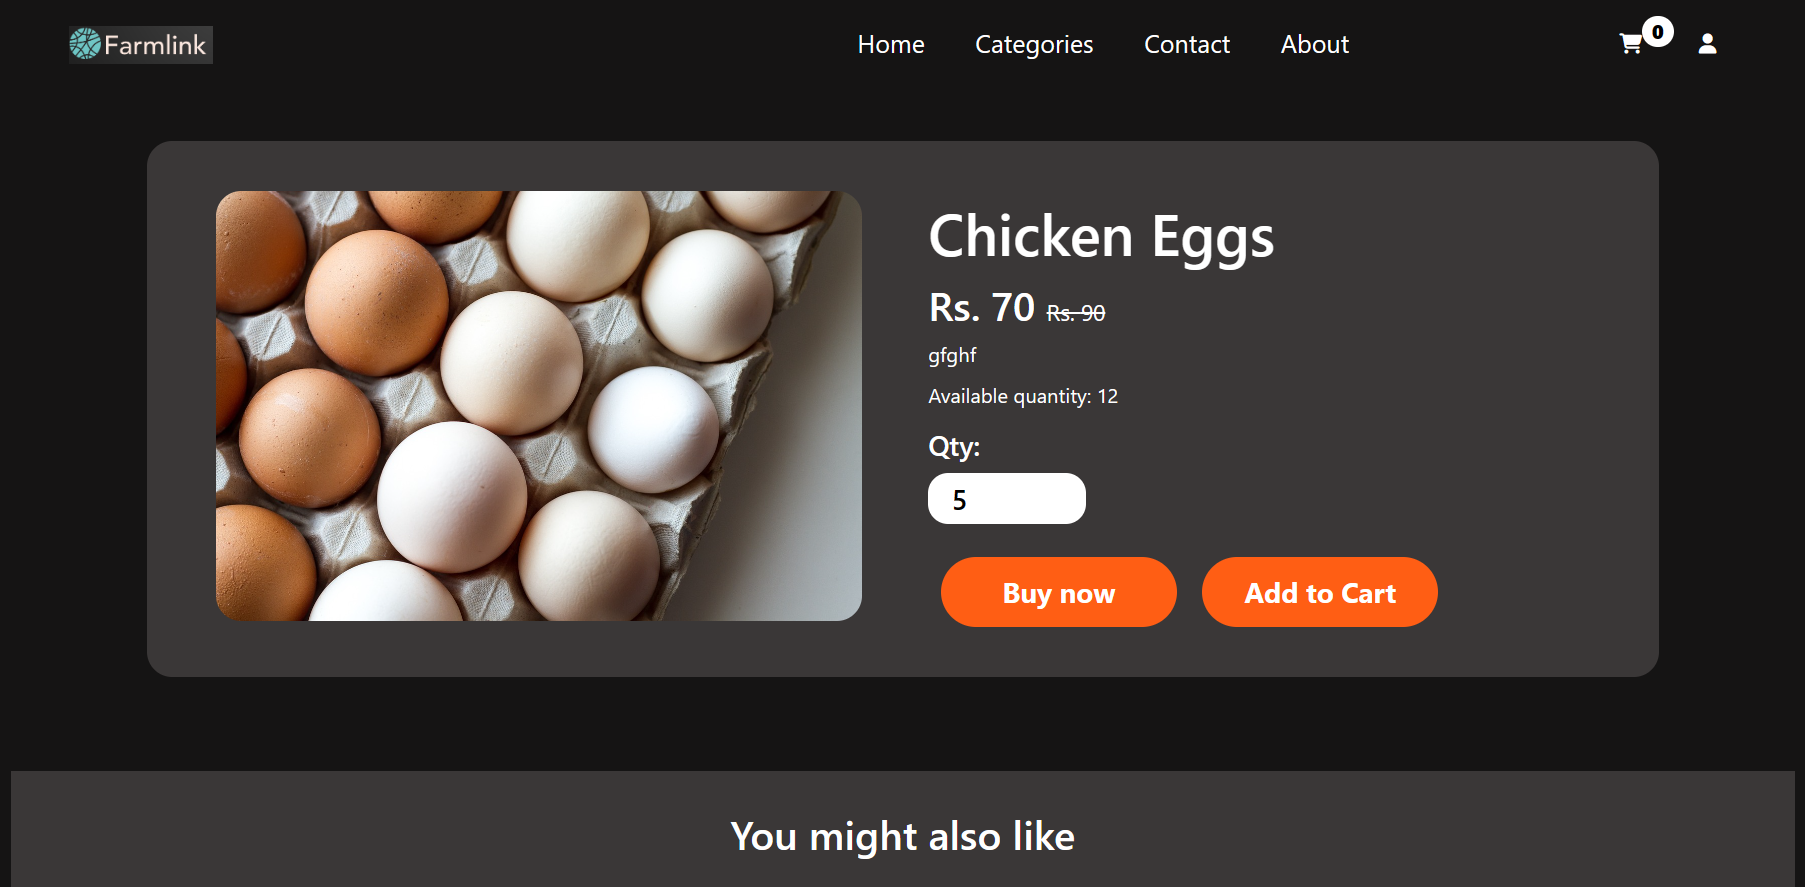 Farmlink
Home Categories Contact About
0
Chicken Eggs
Rs. 70 Rs. 90
gfghf
Available quantity: 12
Qty:
5
Buy now Add to Cart
You might also like